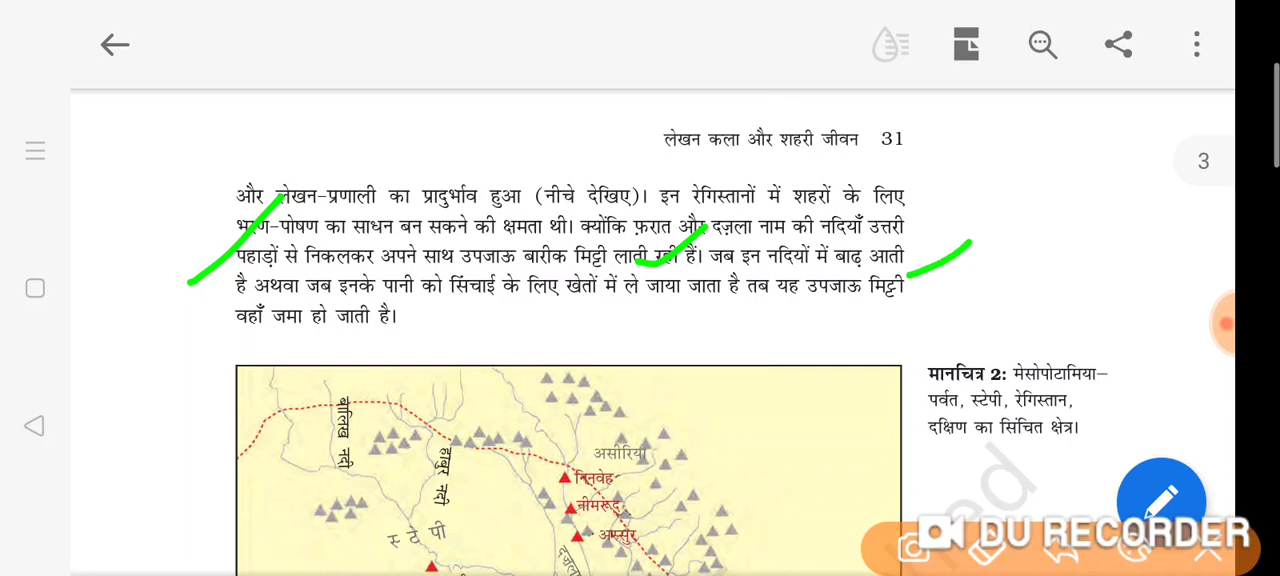 लेखन कला और शहरी जीवन 31
3
और लेखन-प्रणाली का प्रादुर्भाव हुआ (नीचे देखिए)। इन रेगिस्तानों में शहरों के लिए
भरण-पोषण का साधन बन सकने की क्षमता थी। क्योंकि फ़रात और दज़ला नाम की नदियाँ उत्तरी
पहाड़ों से निकलकर अपने साथ उपजाऊ बारीक मिट्टी लाती रही हैं। जब इन नदियों में बाढ़ आती
है अथवा जब इनके पानी को सिंचाई के लिए खेतों में ले जाया जाता है तब यह उपजाऊ मिट्टी
वहाँ जमा हो जाती है।
मानचित्र 2: मेसोपोटामिया–
पर्वत, स्टेपी, रेगिस्तान,
दक्षिण का सिंचित क्षेत्र।
बालिख नदी
हाबुर नदी
असीरिया
निनवेह
नीमरूद
अस्सुर
स्टेपी
दज़ला
DU RECORDER